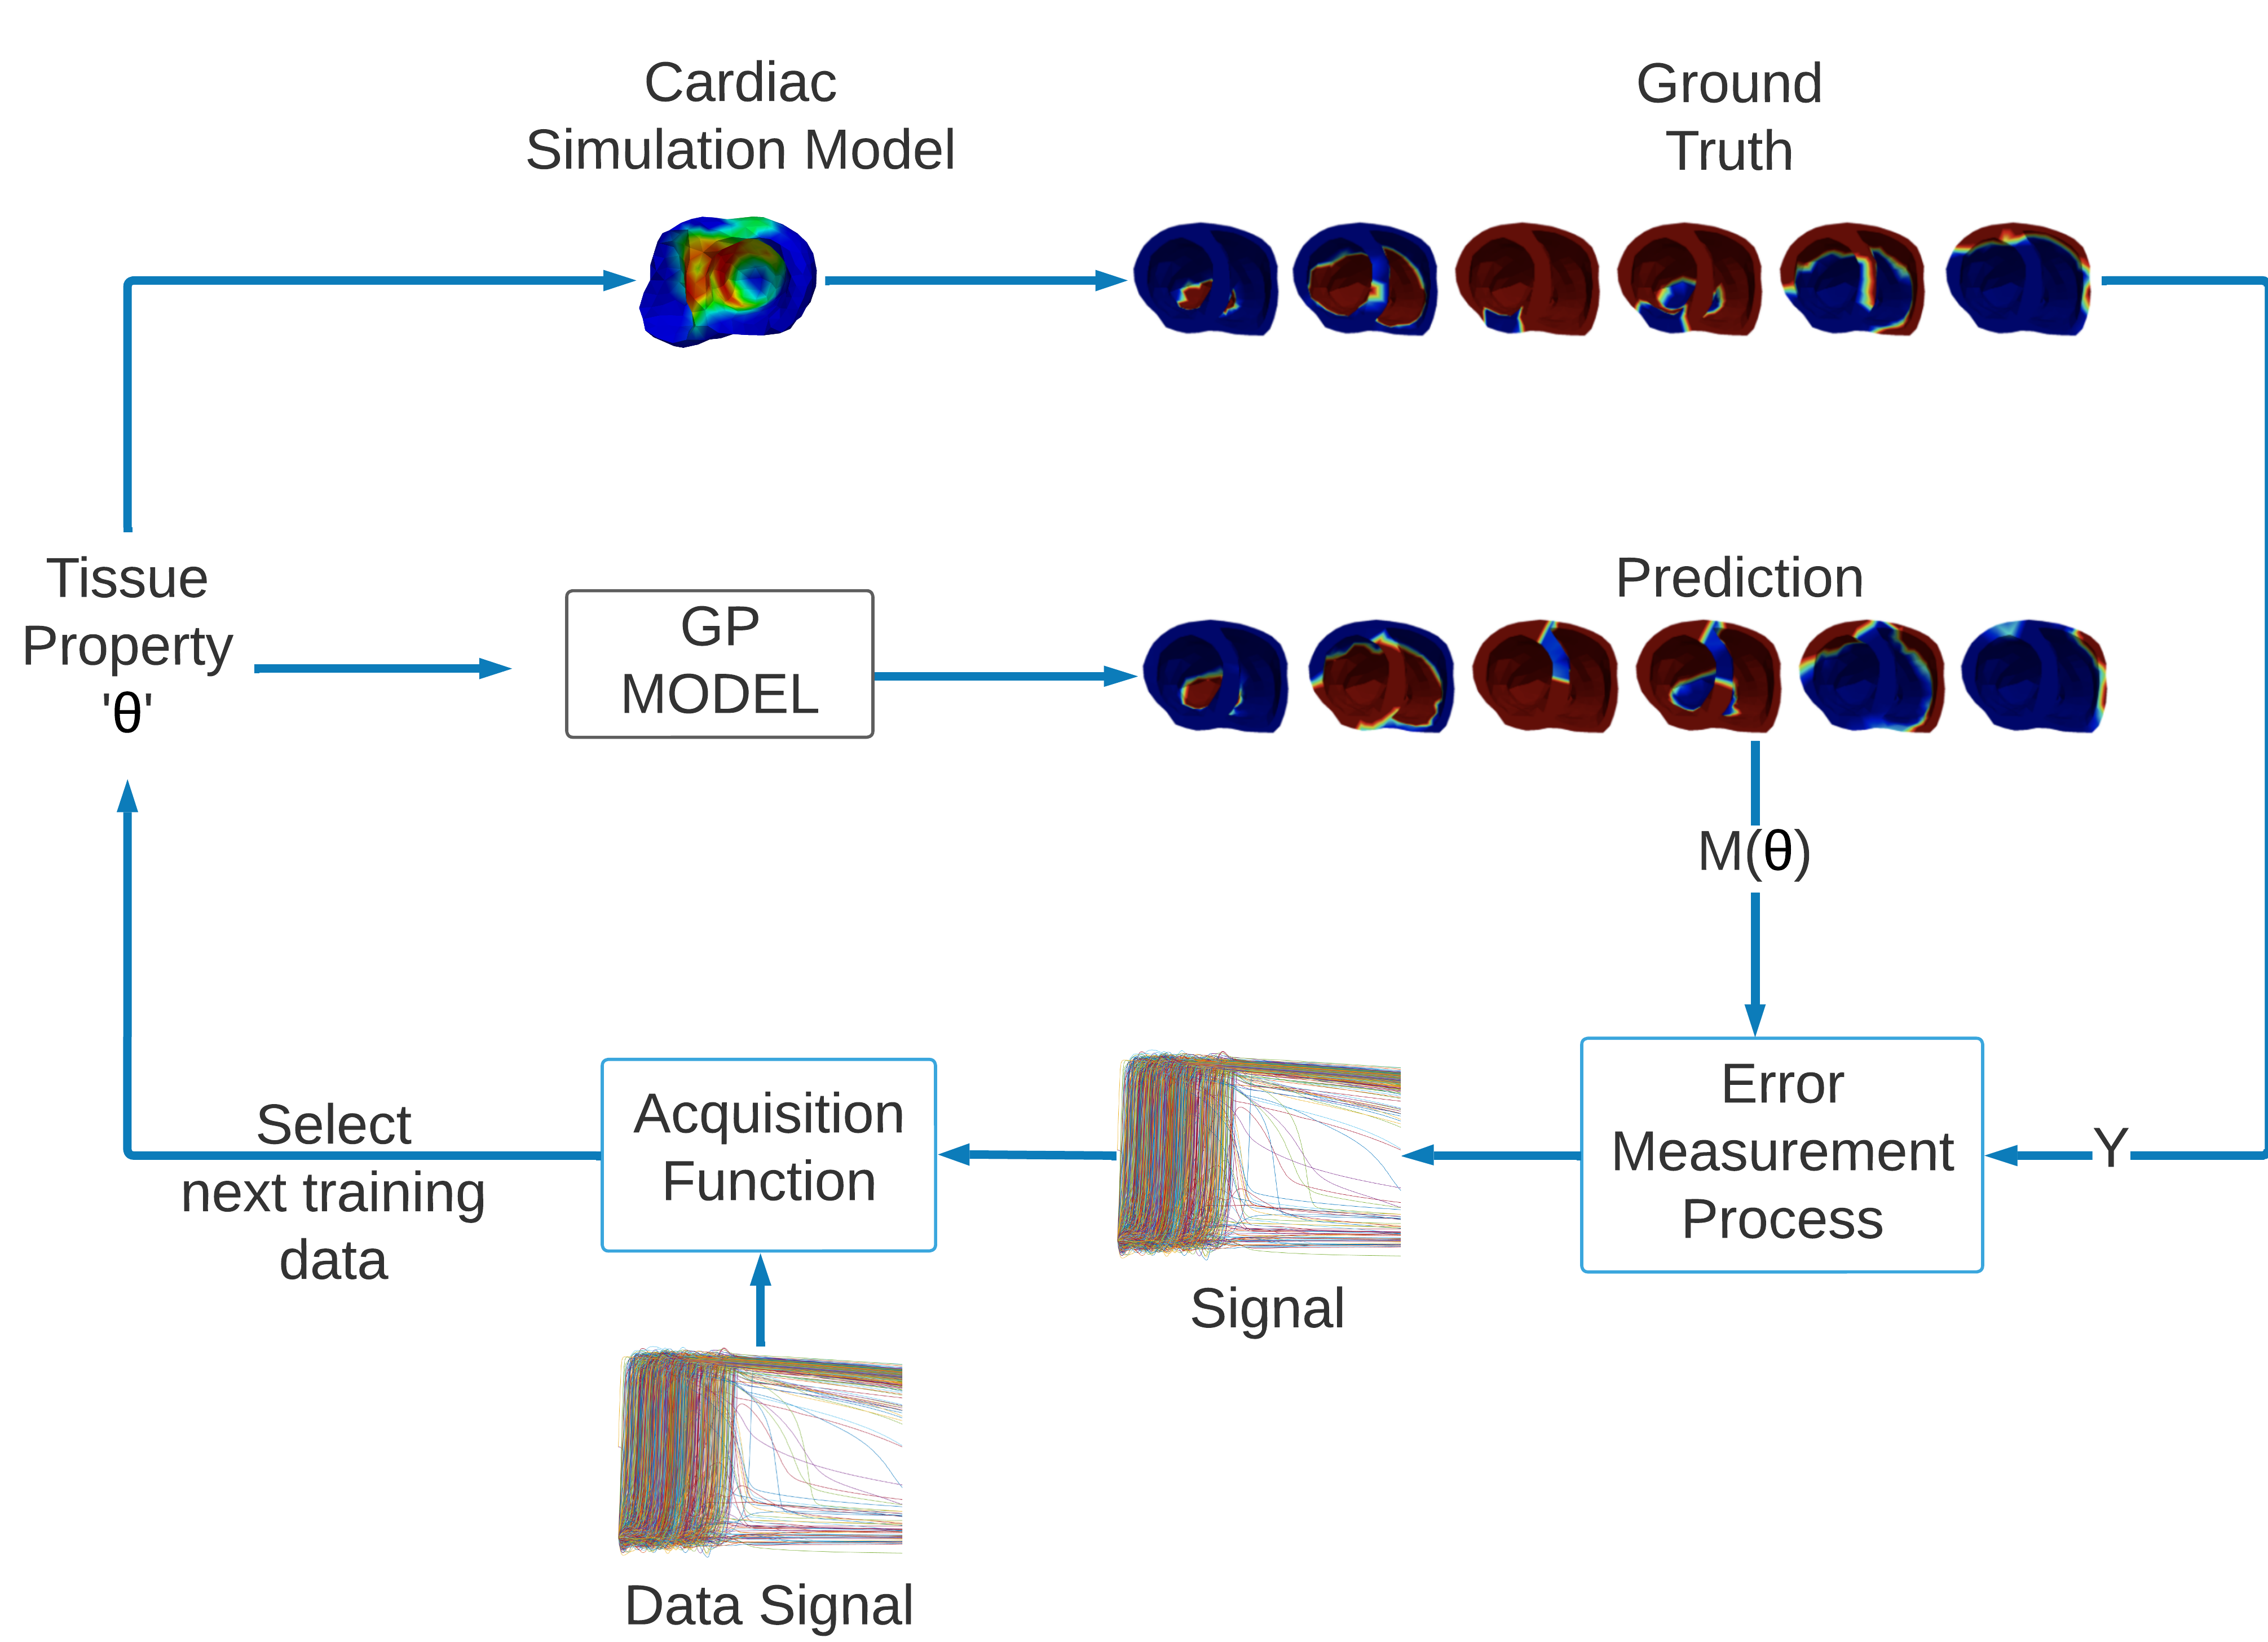 Cardiac
Simulation Model
Ground
Truth
Tissue
Property
'θ'
GP
MODEL
Prediction
M(θ)
Error
Measurement
Process
Y
Signal
Acquisition
Function
Select
next training
data
Data Signal